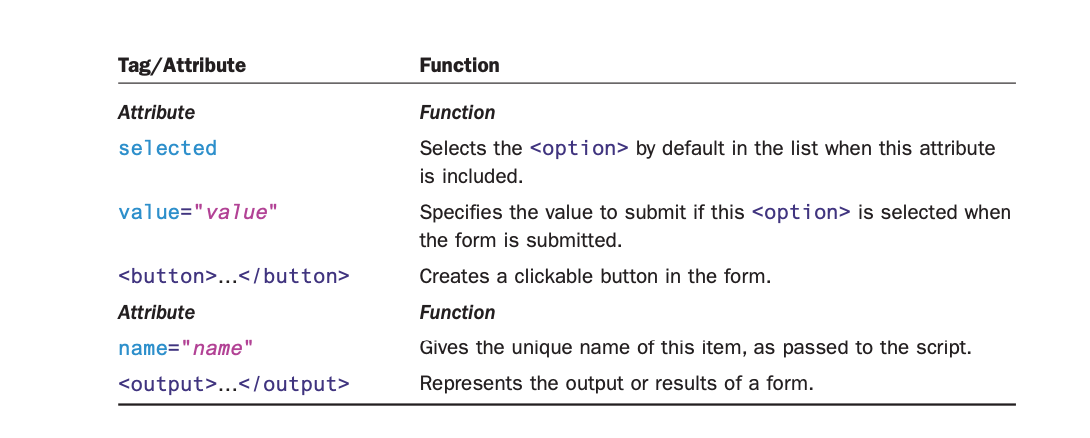 Tag/Attribute Function
Attribute Function
selected Selects the <option> by default in the list when this attribute
is included.
value="value" Specifies the value to submit if this <option> is selected when
the form is submitted.
<button>...</button> Creates a clickable button in the form.
Attribute Function
name="name" Gives the unique name of this item, as passed to the script.
<output>...</output> Represents the output or results of a form.